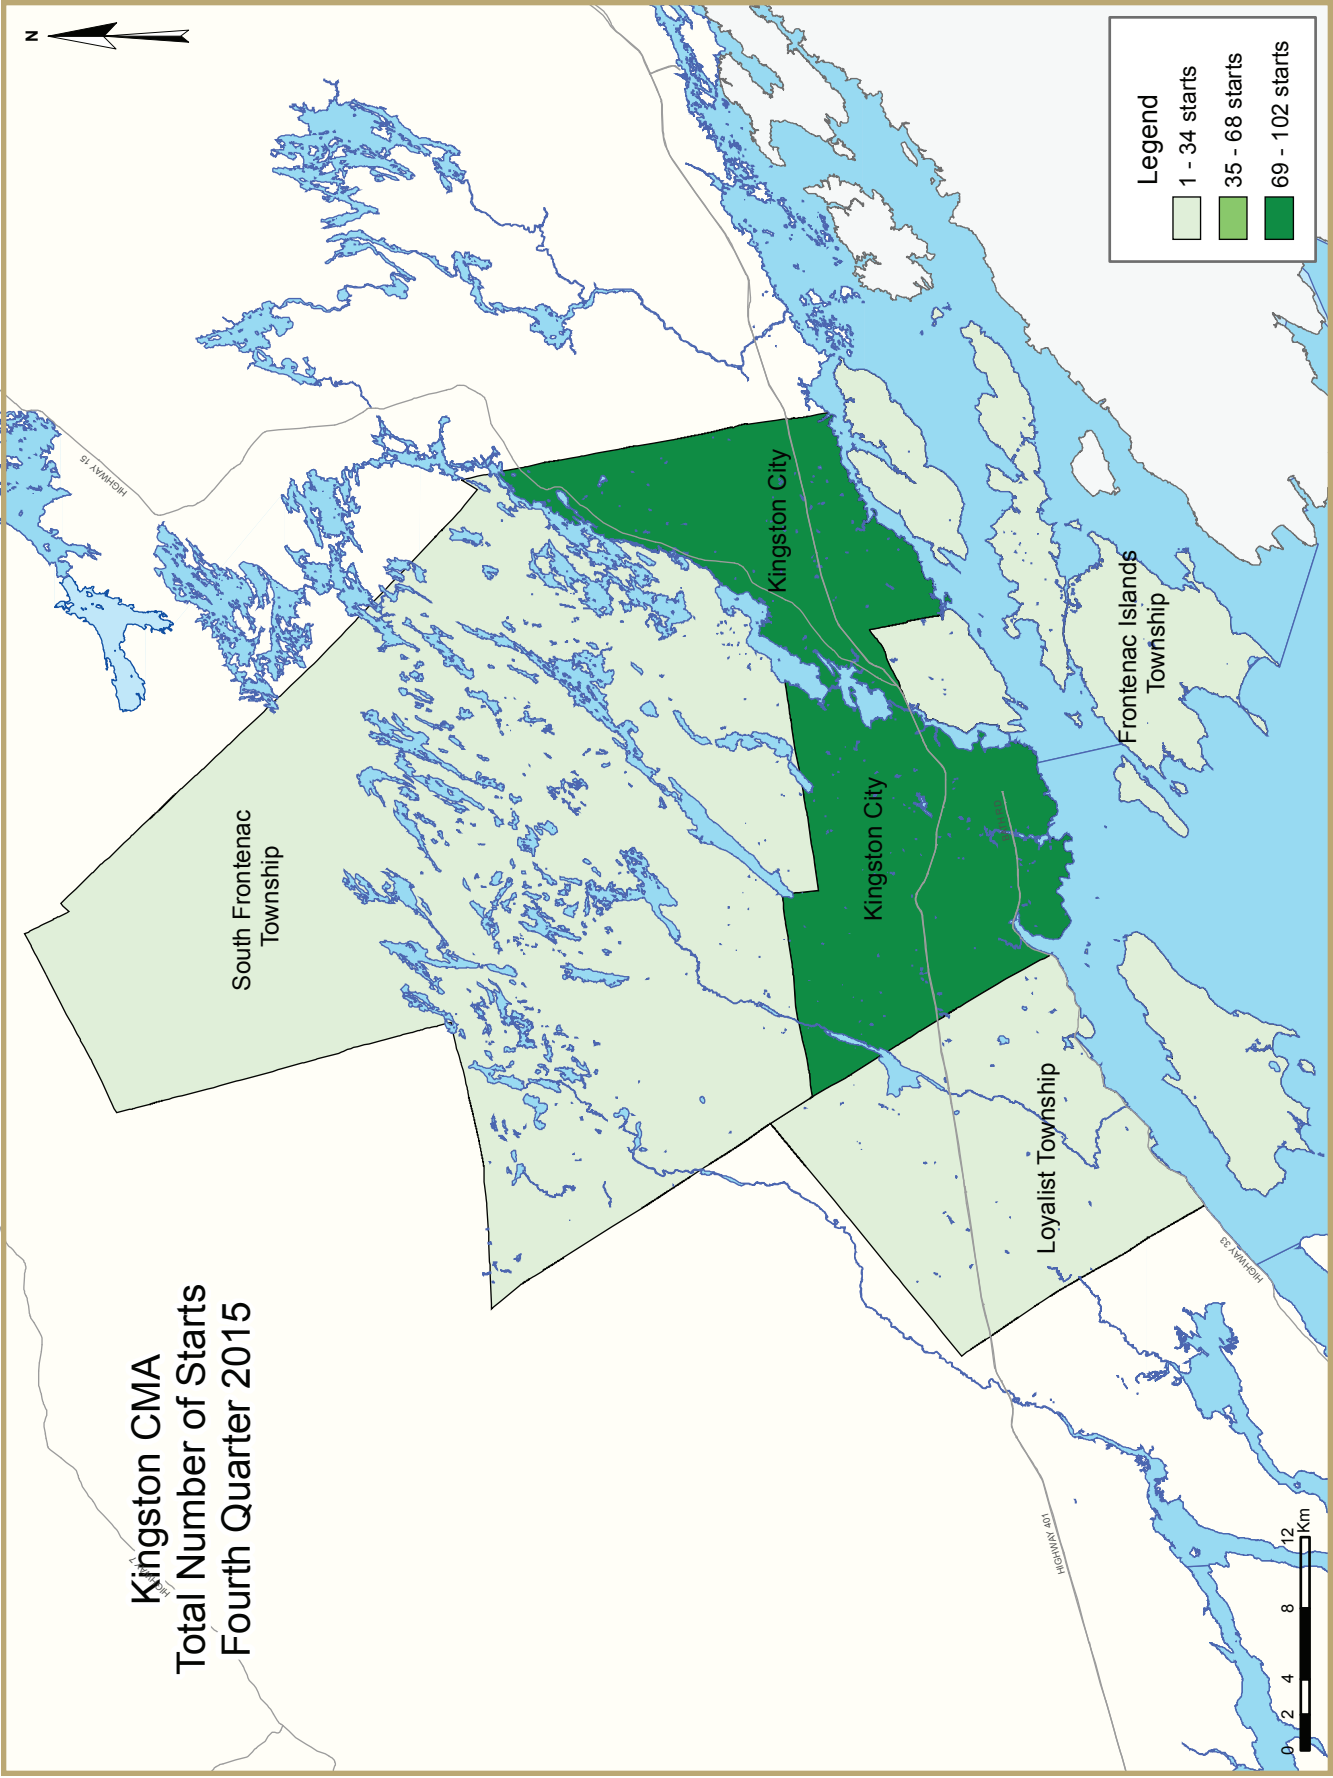 Kingston CMA
Total Number of Starts
Fourth Quarter 2015
N
HIGHWAY 7
HIGHWAY 15
South Frontenac
Township
Kingston City
Kingston City
Frontenac Islands
Township
Loyalist Township
HIGHWAY 33
HIGHWAY 401
Legend
1 - 34 starts
35 - 68 starts
69 - 102 starts
0 2 4 8 12
Km